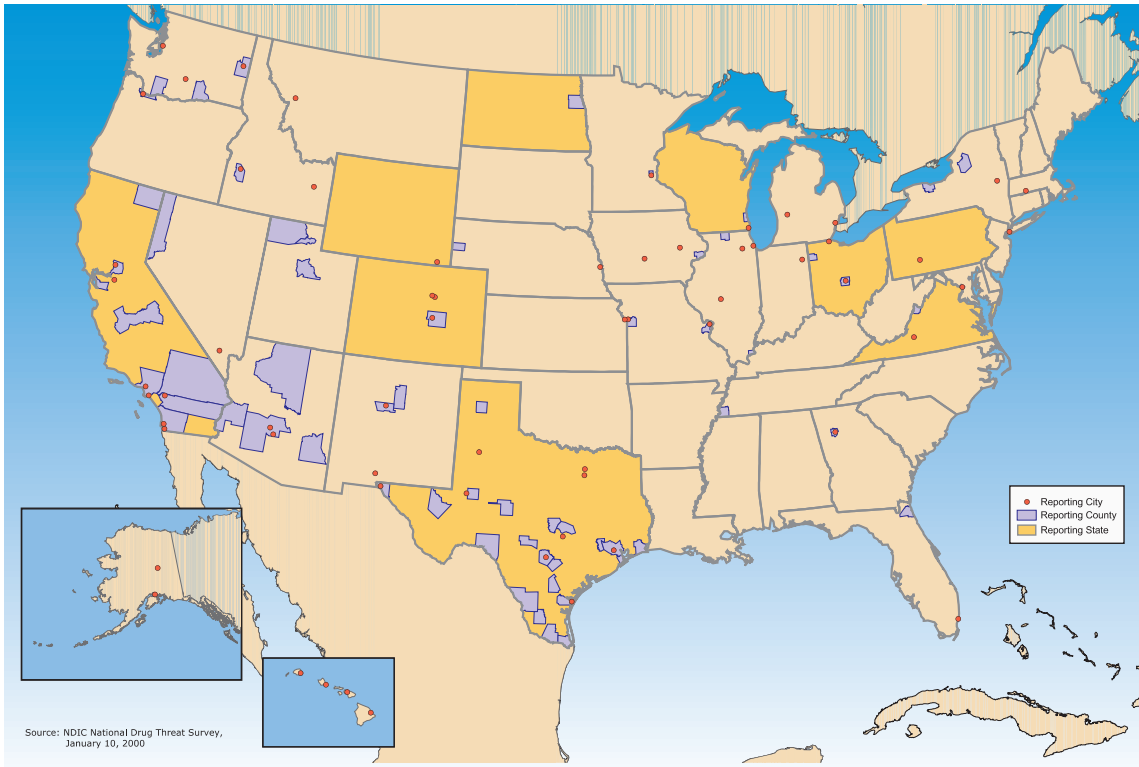 Reporting City
Reporting County
Reporting State
Source: NDIC National Drug Threat Survey,
January 10, 2000